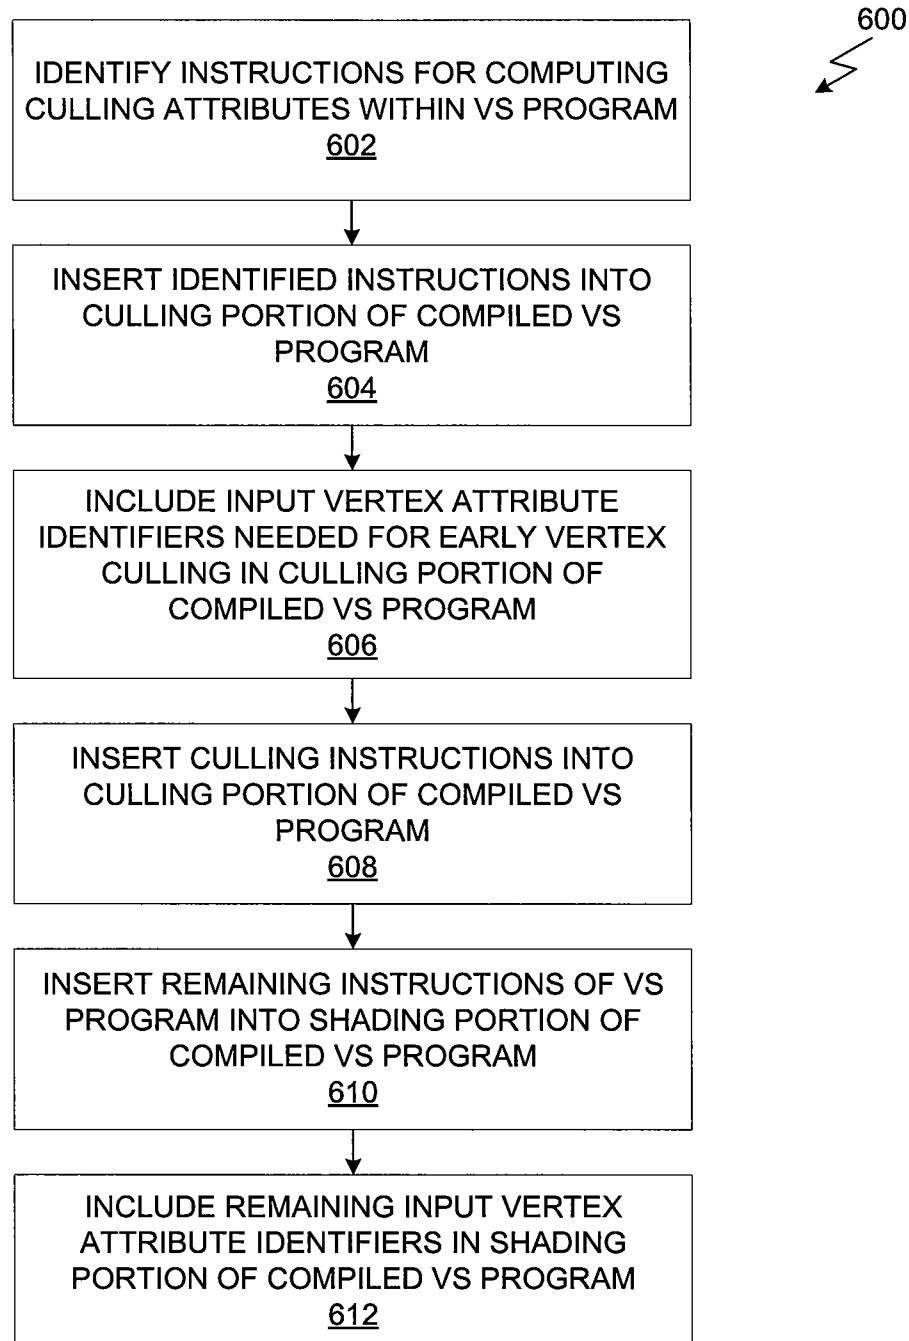 600
IDENTIFY INSTRUCTIONS FOR COMPUTING
CULLING ATTRIBUTES WITHIN VS PROGRAM
602
INSERT IDENTIFIED INSTRUCTIONS INTO
CULLING PORTION OF COMPILED VS
PROGRAM
604
INCLUDE INPUT VERTEX ATTRIBUTE
IDENTIFIERS NEEDED FOR EARLY VERTEX
CULLING IN CULLING PORTION OF
COMPILED VS PROGRAM
606
INSERT CULLING INSTRUCTIONS INTO
CULLING PORTION OF COMPILED VS
PROGRAM
608
INSERT REMAINING INSTRUCTIONS OF VS
PROGRAM INTO SHADING PORTION OF
COMPILED VS PROGRAM
610
INCLUDE REMAINING INPUT VERTEX
ATTRIBUTE IDENTIFIERS IN SHADING
PORTION OF COMPILED VS PROGRAM
612